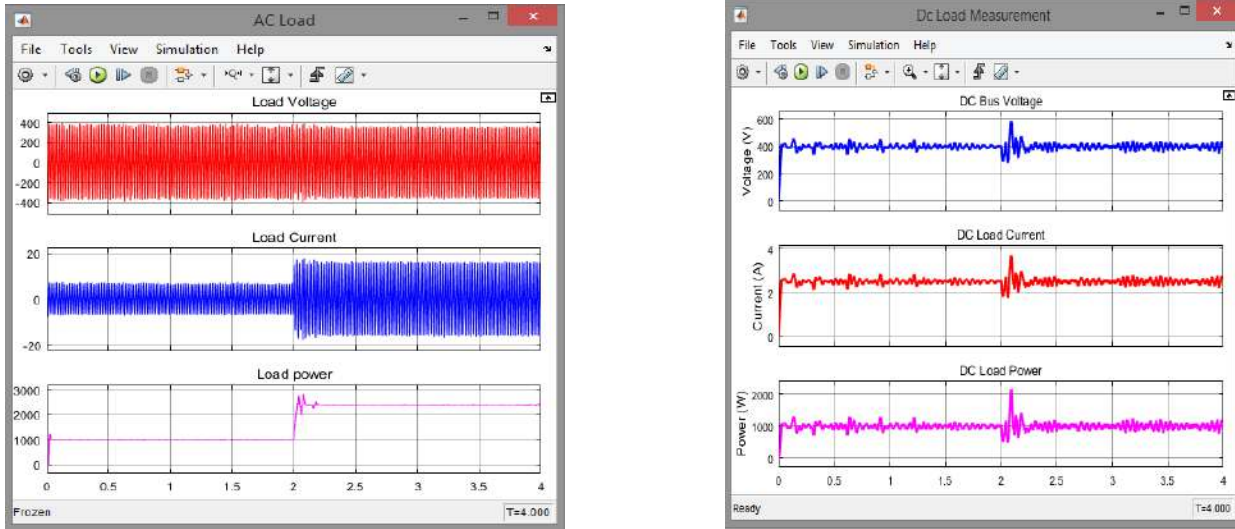 AC Load
File Tools View Simulation Help
Load Voltage
400
200
0
-200
-400
Load Current
20
0
-20
Load power
3000
2000
1000
0
0 0.5 1 1.5 2 2.5 3 3.5 4
Frozen T=4.000
Dc Load Measurement
File Tools View Simulation Help
DC Bus Voltage
Voltage (V)
600
400
200
0
DC Load Current
Current (A)
4
2
0
DC Load Power
Power (W)
2000
1000
0
0 0.5 1 1.5 2 2.5 3 3.5 4
Ready T=4.000